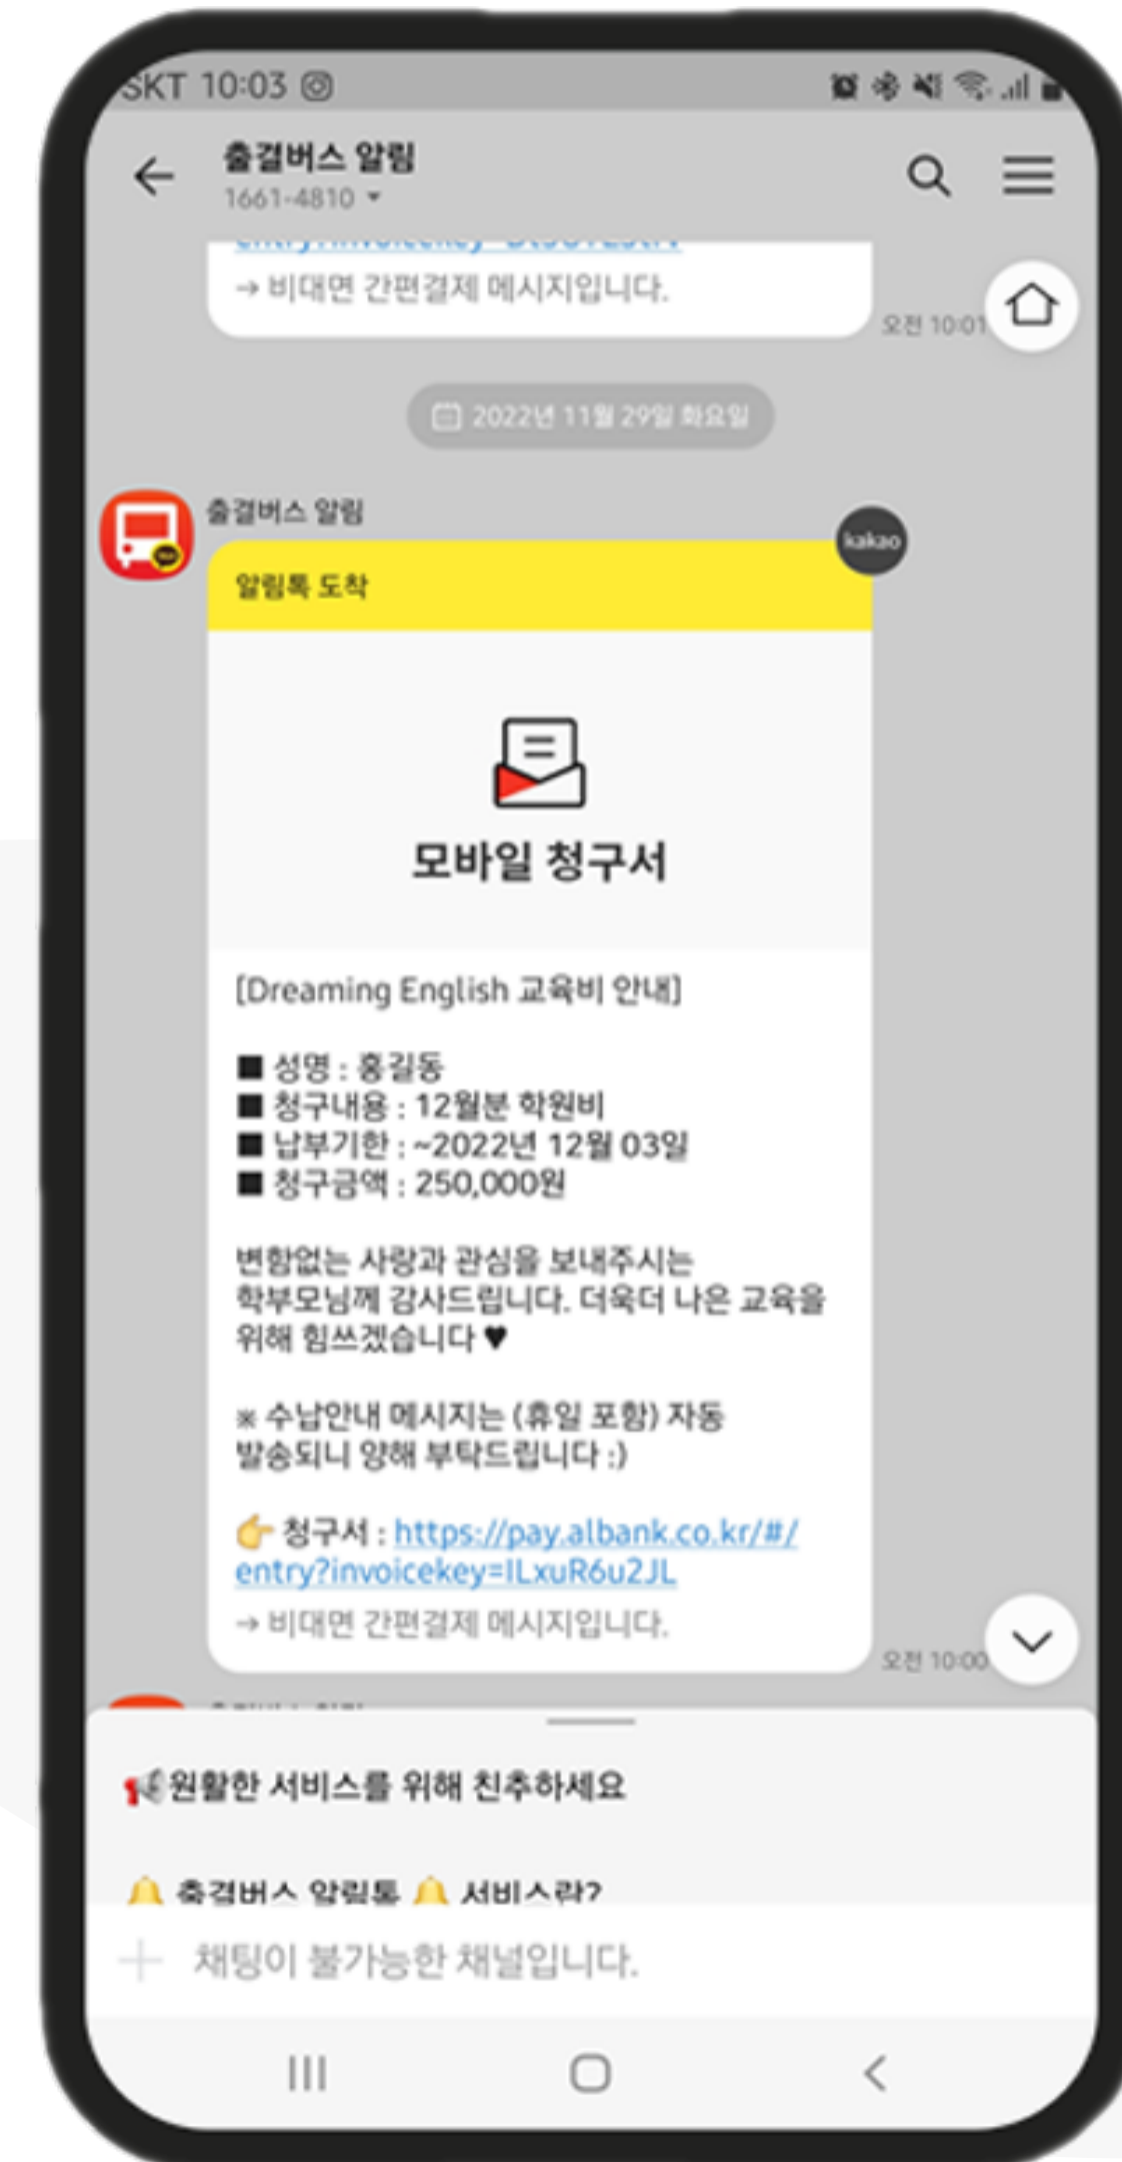 SKT 10:03
출결버스 알림
1661-4810
→ 비대면 간편결제 메시지입니다.
오전 10:01
2022년 11월 29일 화요일
출결버스 알림
kakao
알림톡 도착
모바일 청구서
[Dreaming English 교육비 안내]
■ 성명 : 홍길동
■ 청구내용 : 12월분 학원비
■ 납부기한 : ~2022년 12월 03일
■ 청구금액 : 250,000원
변함없는 사랑과 관심을 보내주시는
학부모님께 감사드립니다. 더욱더 나은 교육을
위해 힘쓰겠습니다 ♥
※ 수납안내 메시지는 (휴일 포함) 자동
발송되니 양해 부탁드립니다 :)
👉 청구서 : https://pay.albank.co.kr/#/
entry?invoicekey=ILxuR6u2JL
→ 비대면 간편결제 메시지입니다.
오전 10:00
📢원활한 서비스를 위해 친추하세요
🔔 출결버스 알림톡 🔔 서비스란?
채팅이 불가능한 채널입니다.